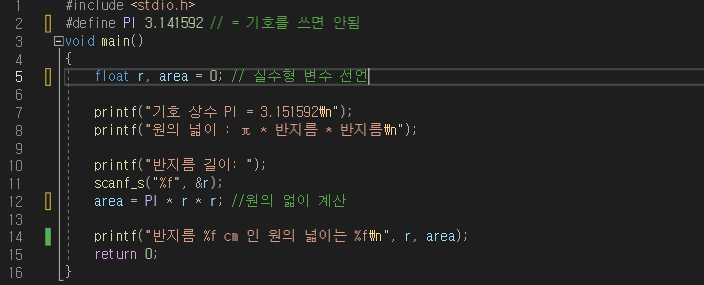 1 #include <stdio.h>
2 #define PI 3.141592 // = 기호를 쓰면 안됨
3 void main()
4 {
5 float r, area = 0; // 실수형 변수 선언
6
7 printf("기호 상수 PI = 3.151592₩n");
8 printf("원의 넓이 : π * 반지름 * 반지름₩n");
9
10 printf("반지름 길이: ");
11 scanf_s("%f", &r);
12 area = PI * r * r; //원의 엃이 계산
13
14 printf("반지름 %f cm 인 원의 넓이는 %f₩n", r, area);
15 return 0;
16 }